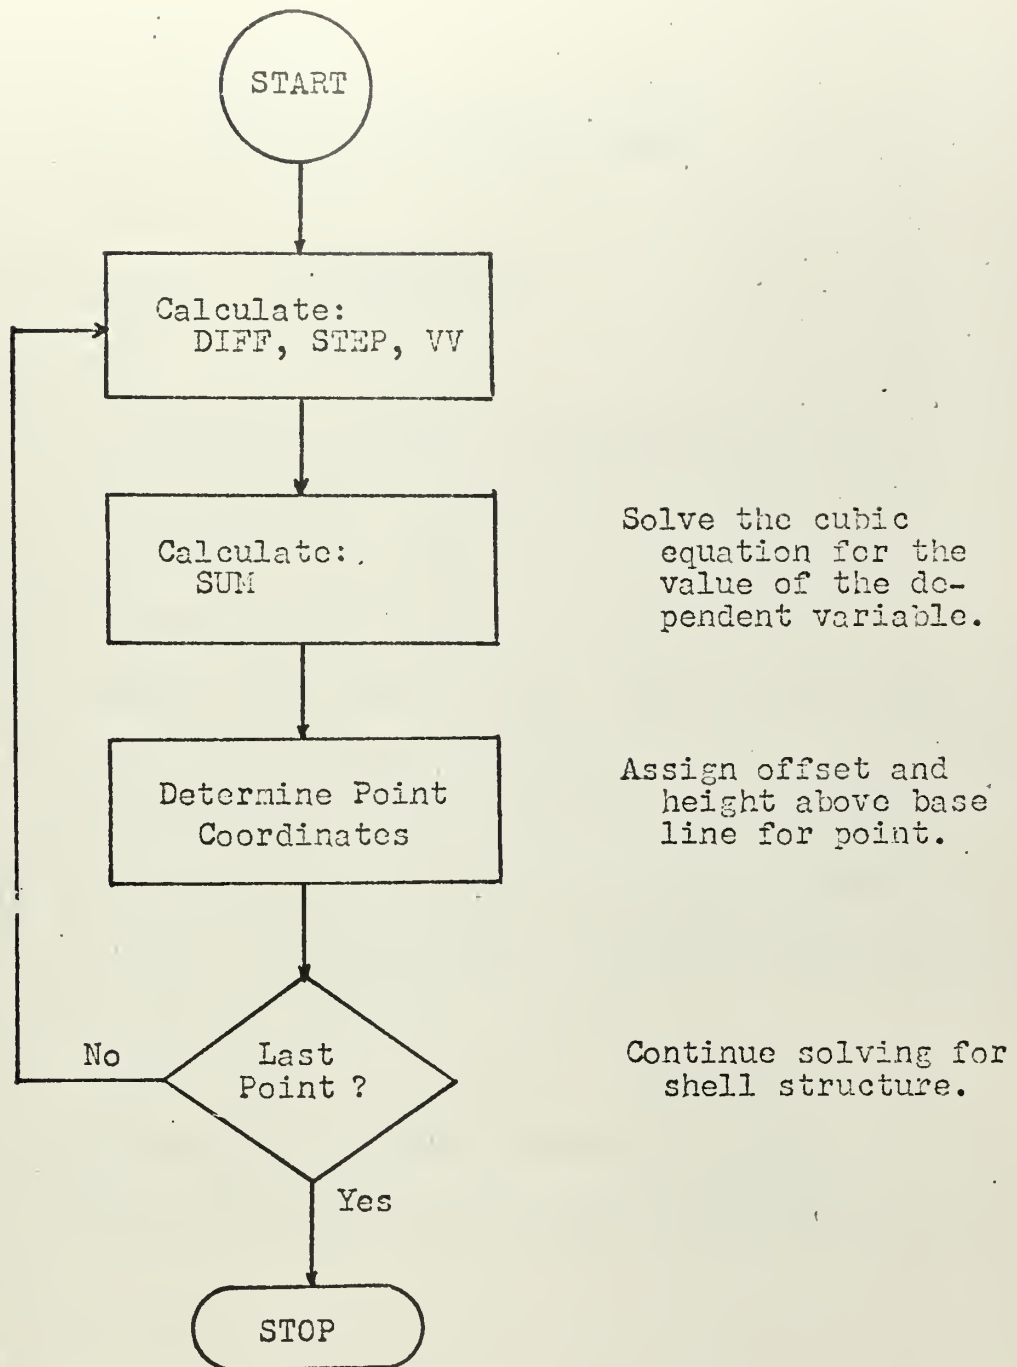 START
Calculate:
DIFF, STEP, VV
Calculate:
SUM
Solve the cubic
equation for the
value of the de-
pendent variable.
Determine Point
Coordinates
Assign offset and
height above base
line for point.
No
Last
Point ?
Continue solving for
shell structure.
Yes
STOP